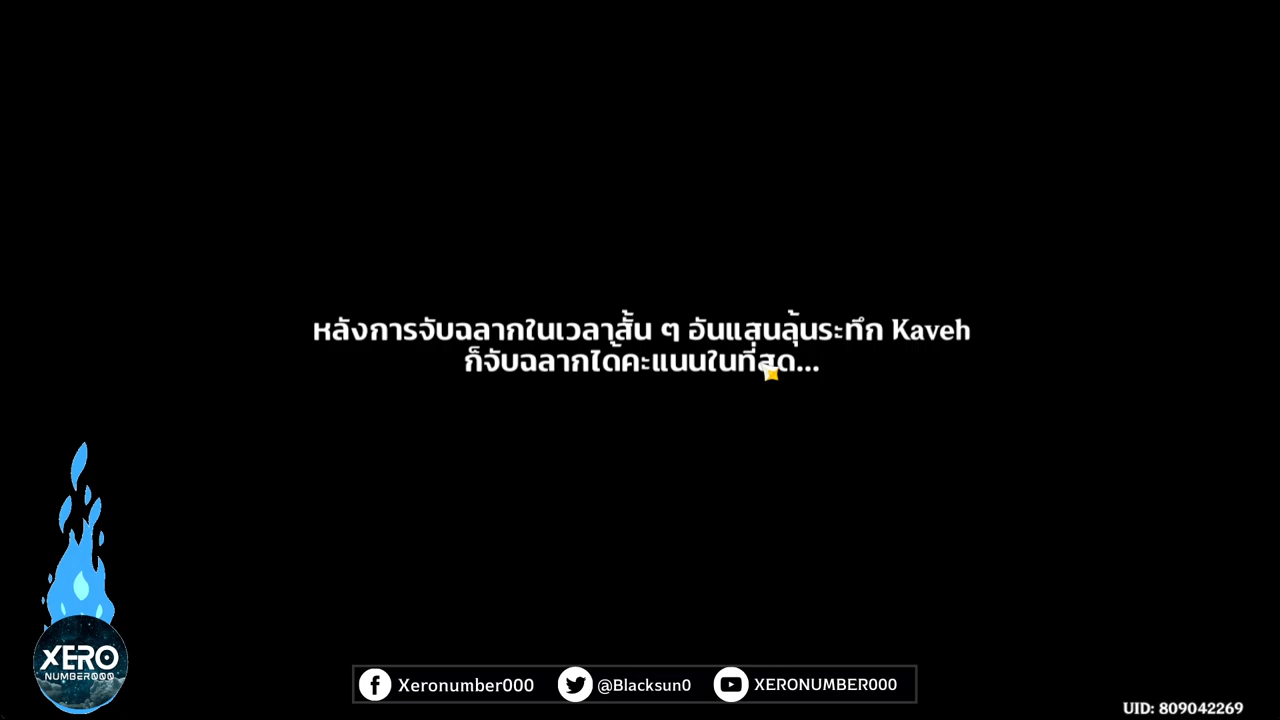 หลังการจับฉลากในเวลาสั้น ๆ อันแสนลุ้นระทึก Kaveh
ก็จับฉลากได้คะแนนในที่สุด...
XERO
NUMBER000
Xeronumber000
@Blacksun0
XERONUMBER000
UID: 809042269